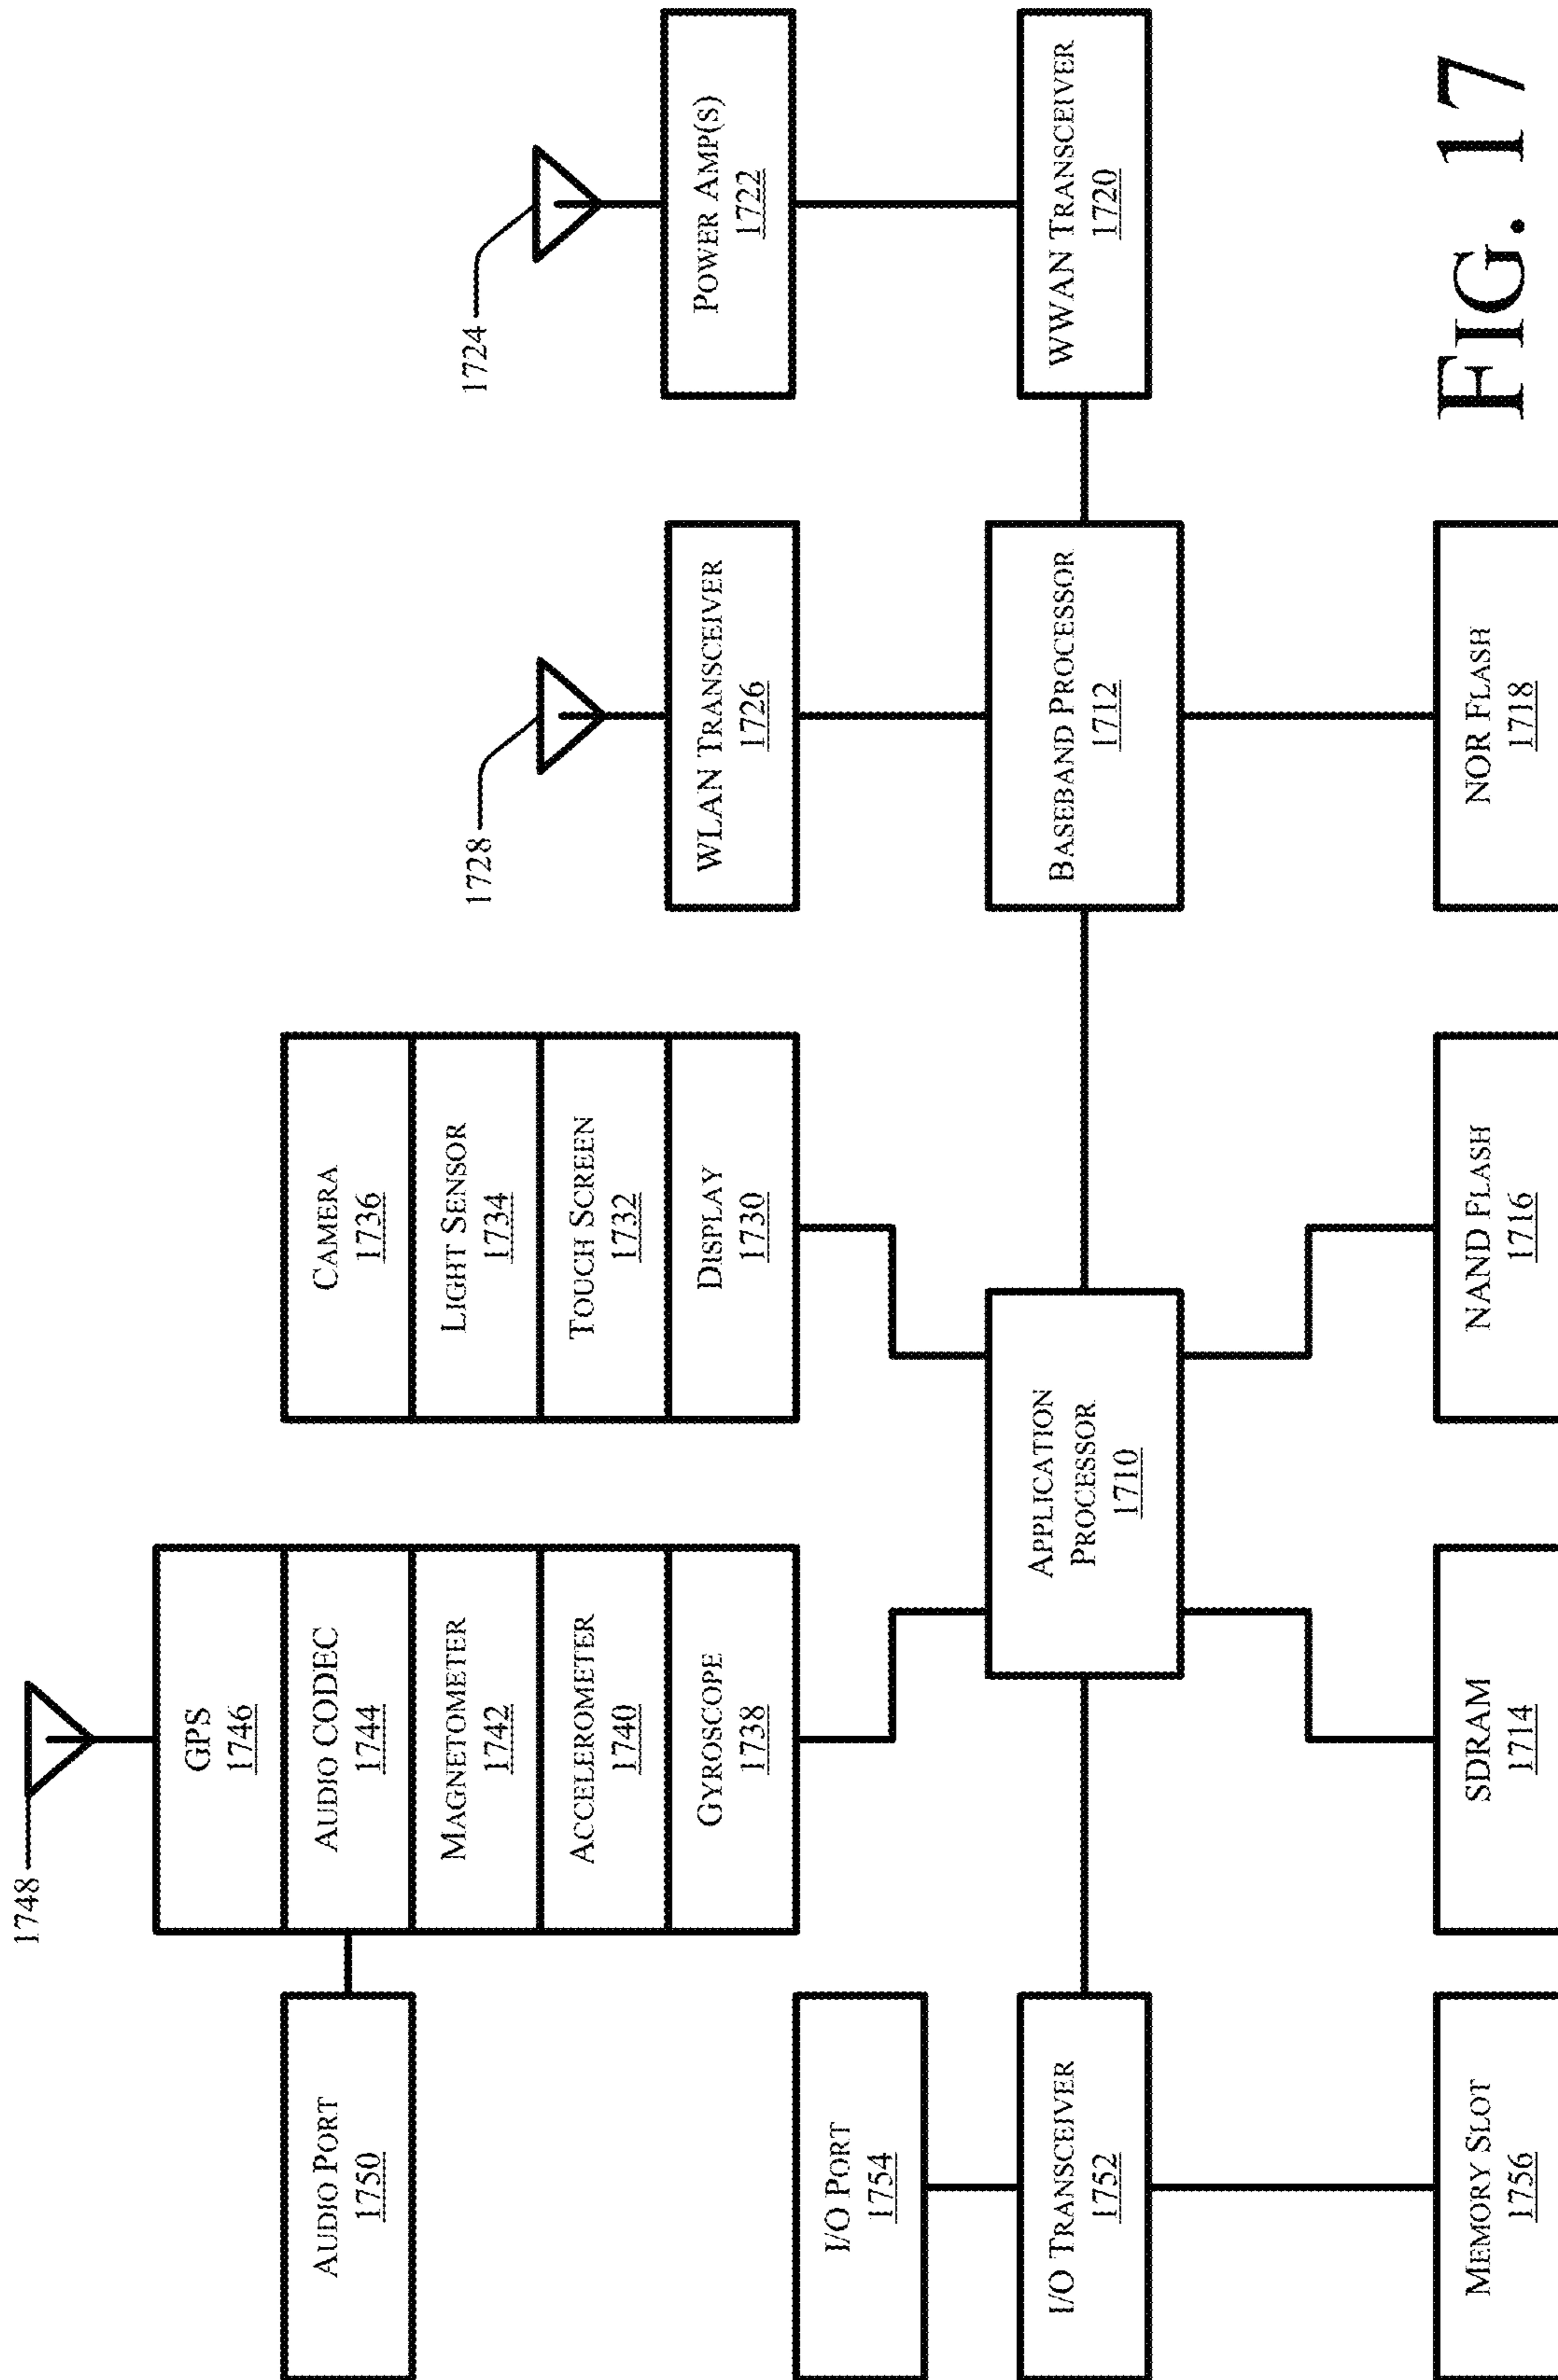 1748
GPS
1746
AUDIO CODEC
1744
MAGNETOMETER
1742
ACCELEROMETER
1740
GYROSCOPE
1738
AUDIO PORT
1750
CAMERA
1736
LIGHT SENSOR
1734
TOUCH SCREEN
1732
DISPLAY
1730
1728
WLAN TRANSCEIVER
1726
1724
POWER AMP(S)
1722
I/O PORT
1754
I/O TRANSCEIVER
1752
APPLICATION
PROCESSOR
1710
BASEBAND PROCESSOR
1712
WWAN TRANSCEIVER
1720
MEMORY SLOT
1756
SDRAM
1714
NAND FLASH
1716
NOR FLASH
1718
FIG. 17